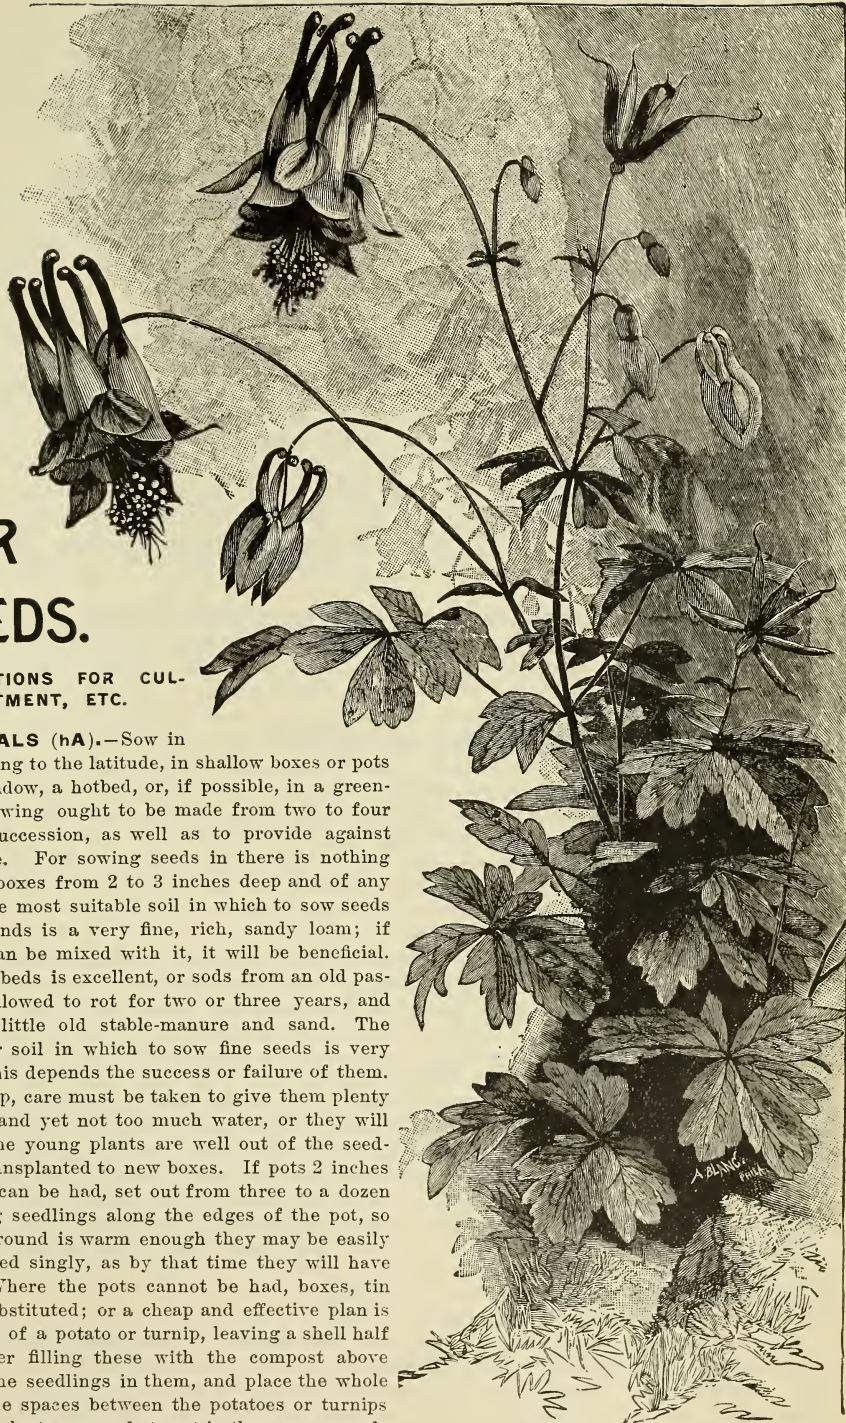 R
EDS.
TIONS FOR CUL-
TMENT, ETC.
ALS (hA).—Sow in
ng to the latitude, in shallow boxes or pots
dow, a hotbed, or, if possible, in a green-
wing ought to be made from two to four
uccession, as well as to provide against
e. For sowing seeds in there is nothing
boxes from 2 to 3 inches deep and of any
e most suitable soil in which to sow seeds
nds is a very fine, rich, sandy loam; if
an be mixed with it, it will be beneficial.
beds is excellent, or sods from an old pas-
llowed to rot for two or three years, and
little old stable-manure and sand. The
r soil in which to sow fine seeds is very
his depends the success or failure of them.
p, care must be taken to give them plenty
and yet not too much water, or they will
he young plants are well out of the seed-
ansplanted to new boxes. If pots 2 inches
can be had, set out from three to a dozen
g seedlings along the edges of the pot, so
round is warm enough they may be easily
ed singly, as by that time they will have
Where the pots cannot be had, boxes, tin
bstituted; or a cheap and effective plan is
of a potato or turnip, leaving a shell half
er filling these with the compost above
he seedlings in them, and place the whole
e spaces between the potatoes or turnips
A. BLANC.
PHILA.